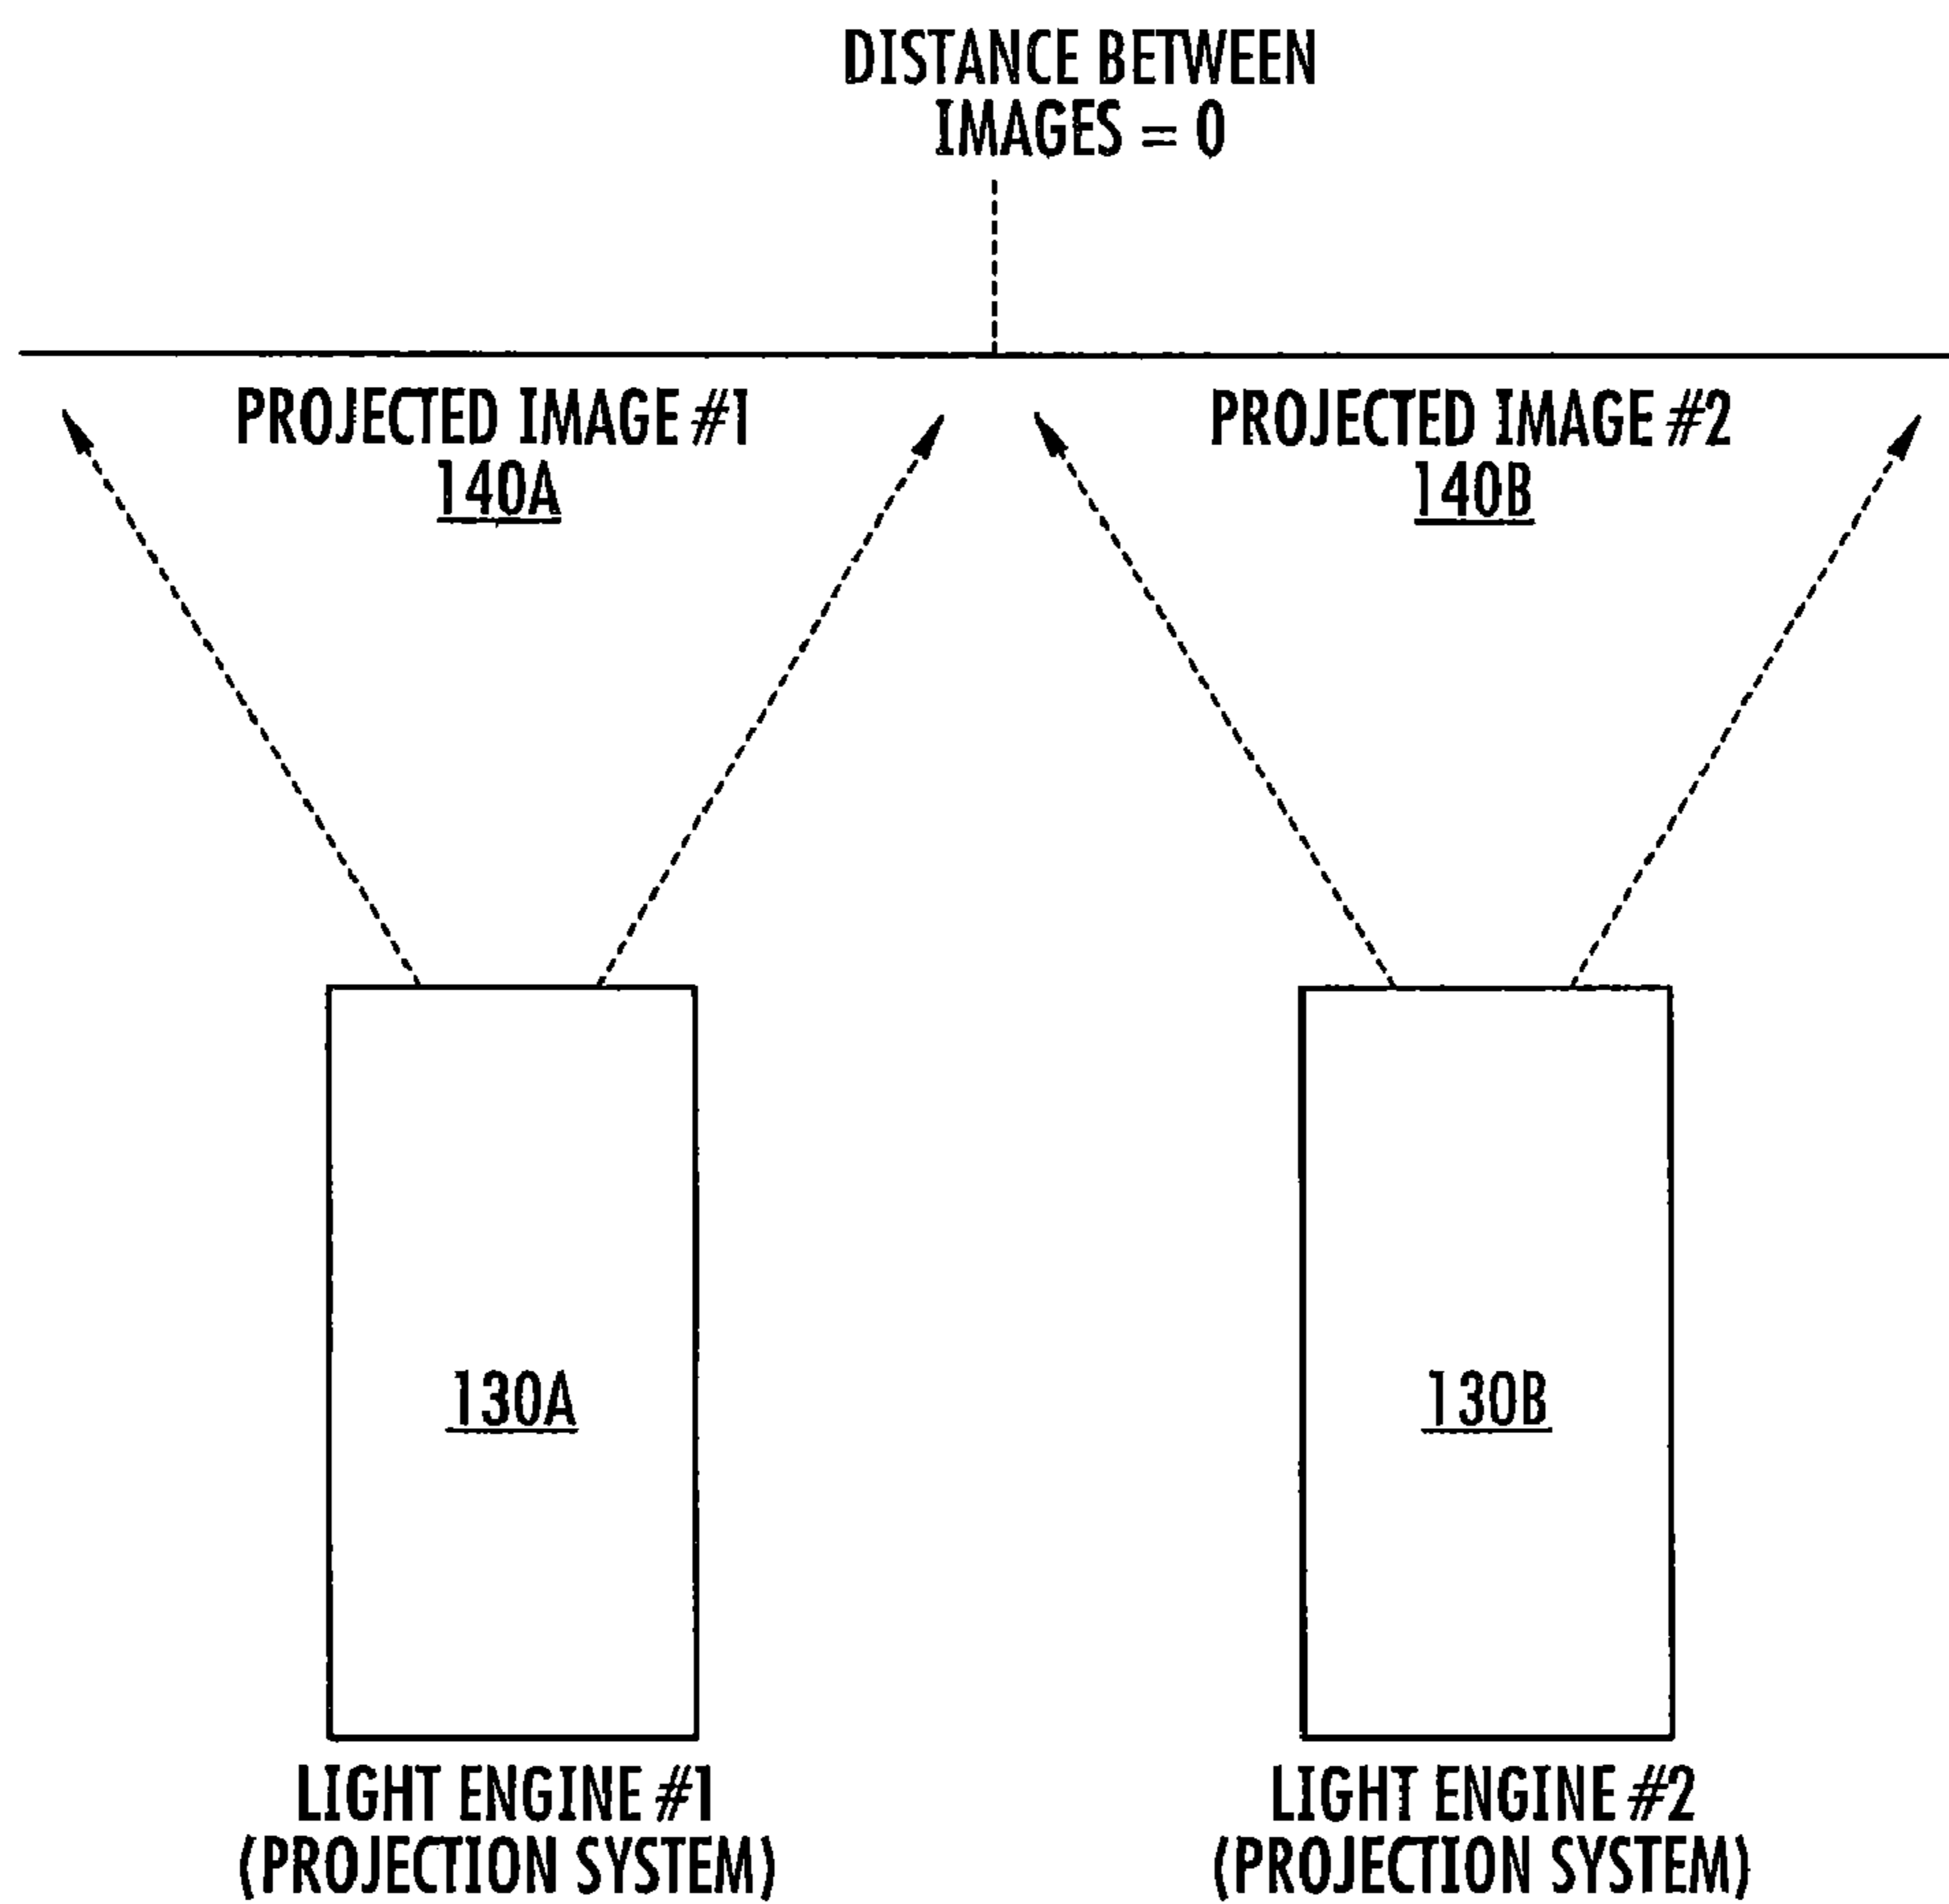 DISTANCE BETWEEN
IMAGES = 0
PROJECTED IMAGE #1
140A
PROJECTED IMAGE #2
140B
130A
130B
LIGHT ENGINE #1
(PROJECTION SYSTEM)
LIGHT ENGINE #2
(PROJECTION SYSTEM)